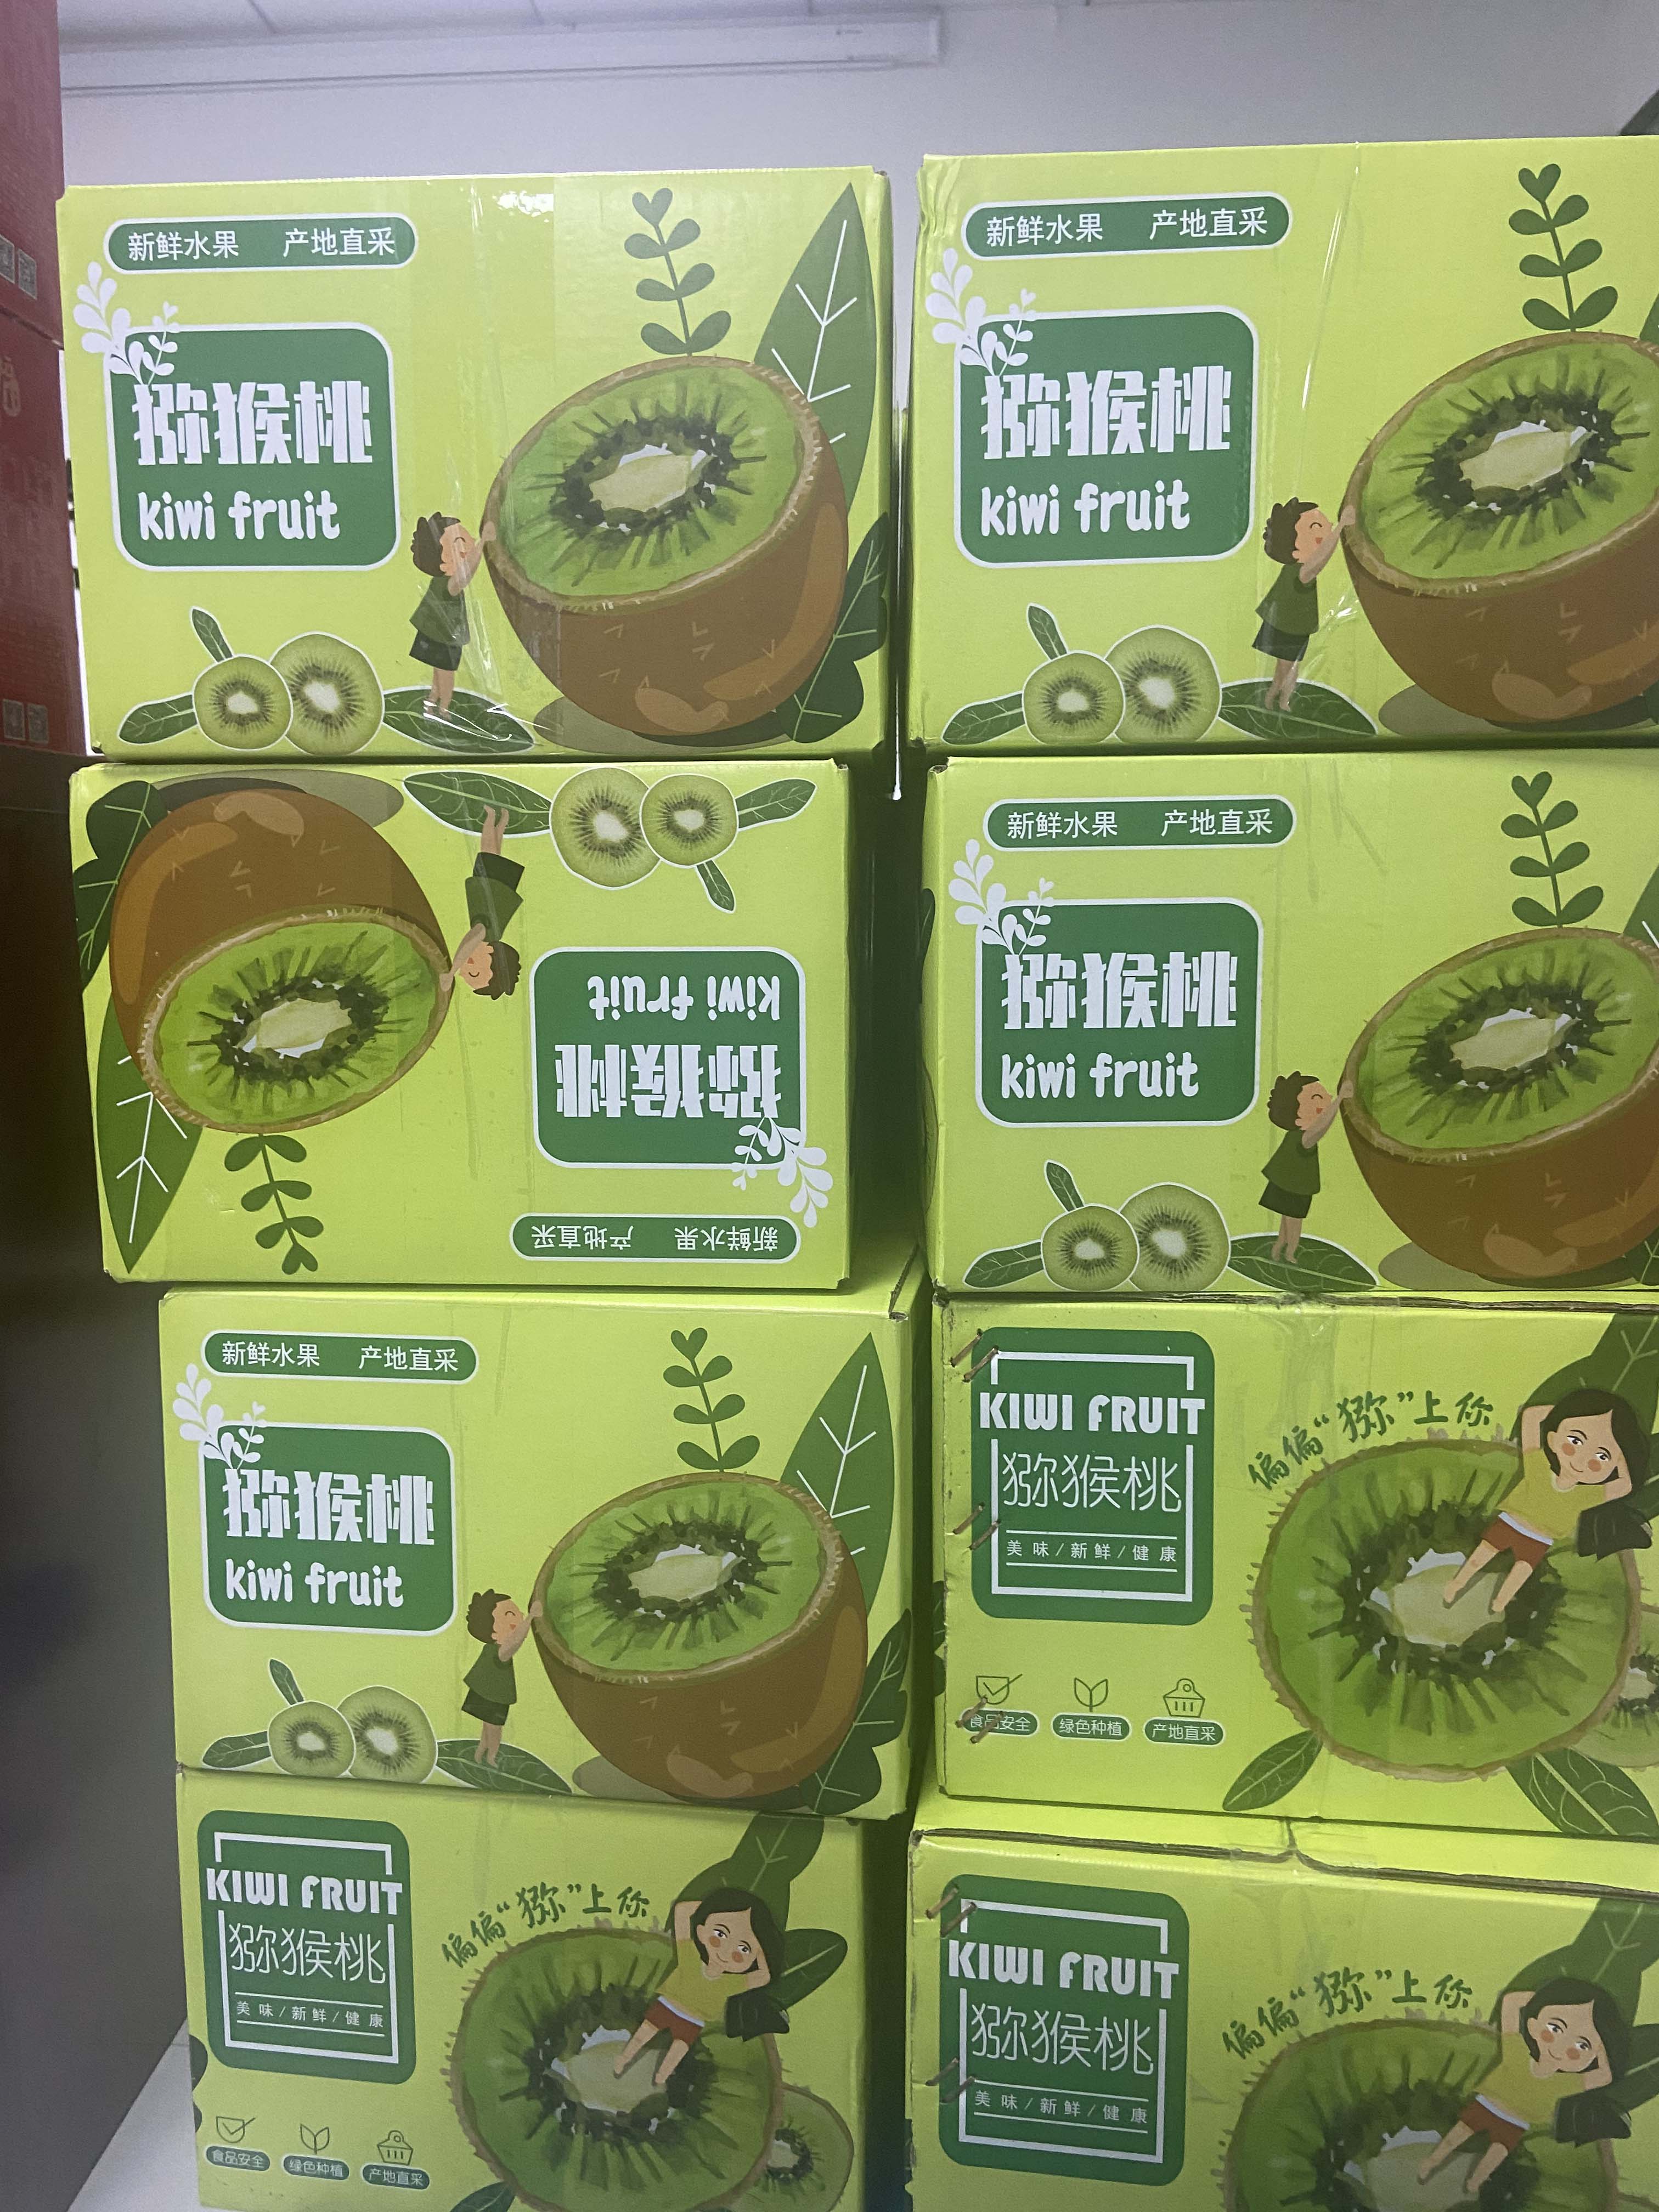 新鲜水果 产地直采
猕猴桃
kiwi fruit
新鲜水果 产地直采
猕猴桃
kiwi fruit
新鲜水果 产地直采
猕猴桃
kiwi fruit
新鲜水果 产地直采
猕猴桃
kiwi fruit
新鲜水果 产地直采
猕猴桃
kiwi fruit
KIWI FRUIT
猕猴桃
美味/新鲜/健康
偏偏“猕”上你
食品安全 绿色种植 产地直采
KIWI FRUIT
猕猴桃
美味/新鲜/健康
偏偏“猕”上你
食品安全 绿色种植 产地直采
KIWI FRUIT
猕猴桃
美味/新鲜/健康
偏偏“猕”上你